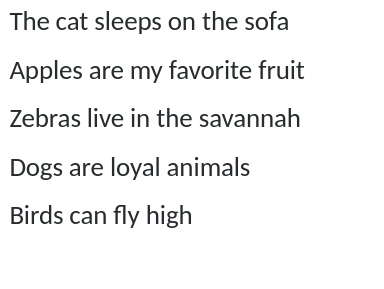 The cat sleeps on the sofa
Apples are my favorite fruit
Zebras live in the savannah
Dogs are loyal animals
Birds can fly high